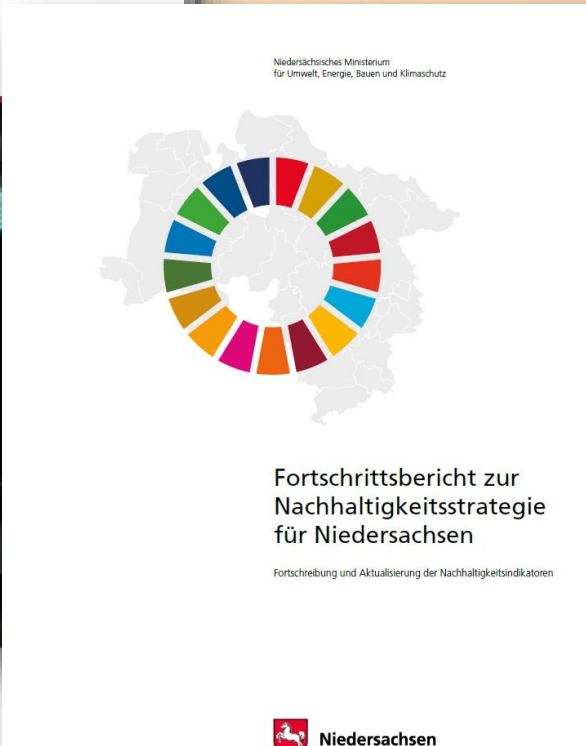 Niedersächsisches Ministerium
für Umwelt, Energie, Bauen und Klimaschutz
Fortschrittsbericht zur
Nachhaltigkeitsstrategie
für Niedersachsen
Fortschreibung und Aktualisierung der Nachhaltigkeitsindikatoren
Niedersachsen